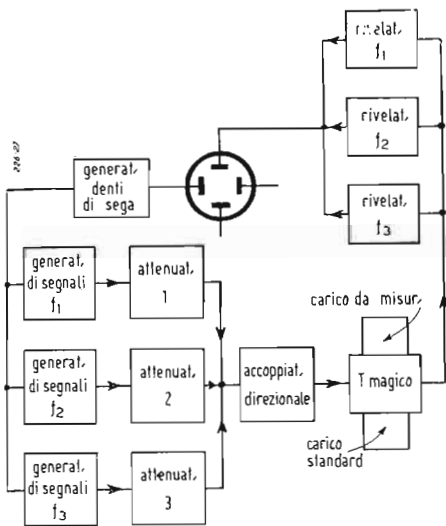 rivelat,
f1
rivelat,
f2
rivelat,
f3
226-27
generat,
denti
di sega
generat,
di segnali
f1
attenuat,
1
generat,
di segnali
f2
attenuat,
2
generat,
di segnali
f3
attenuat,
3
accoppiat,
direzionale
carico da misur,
T magico
carico
standard